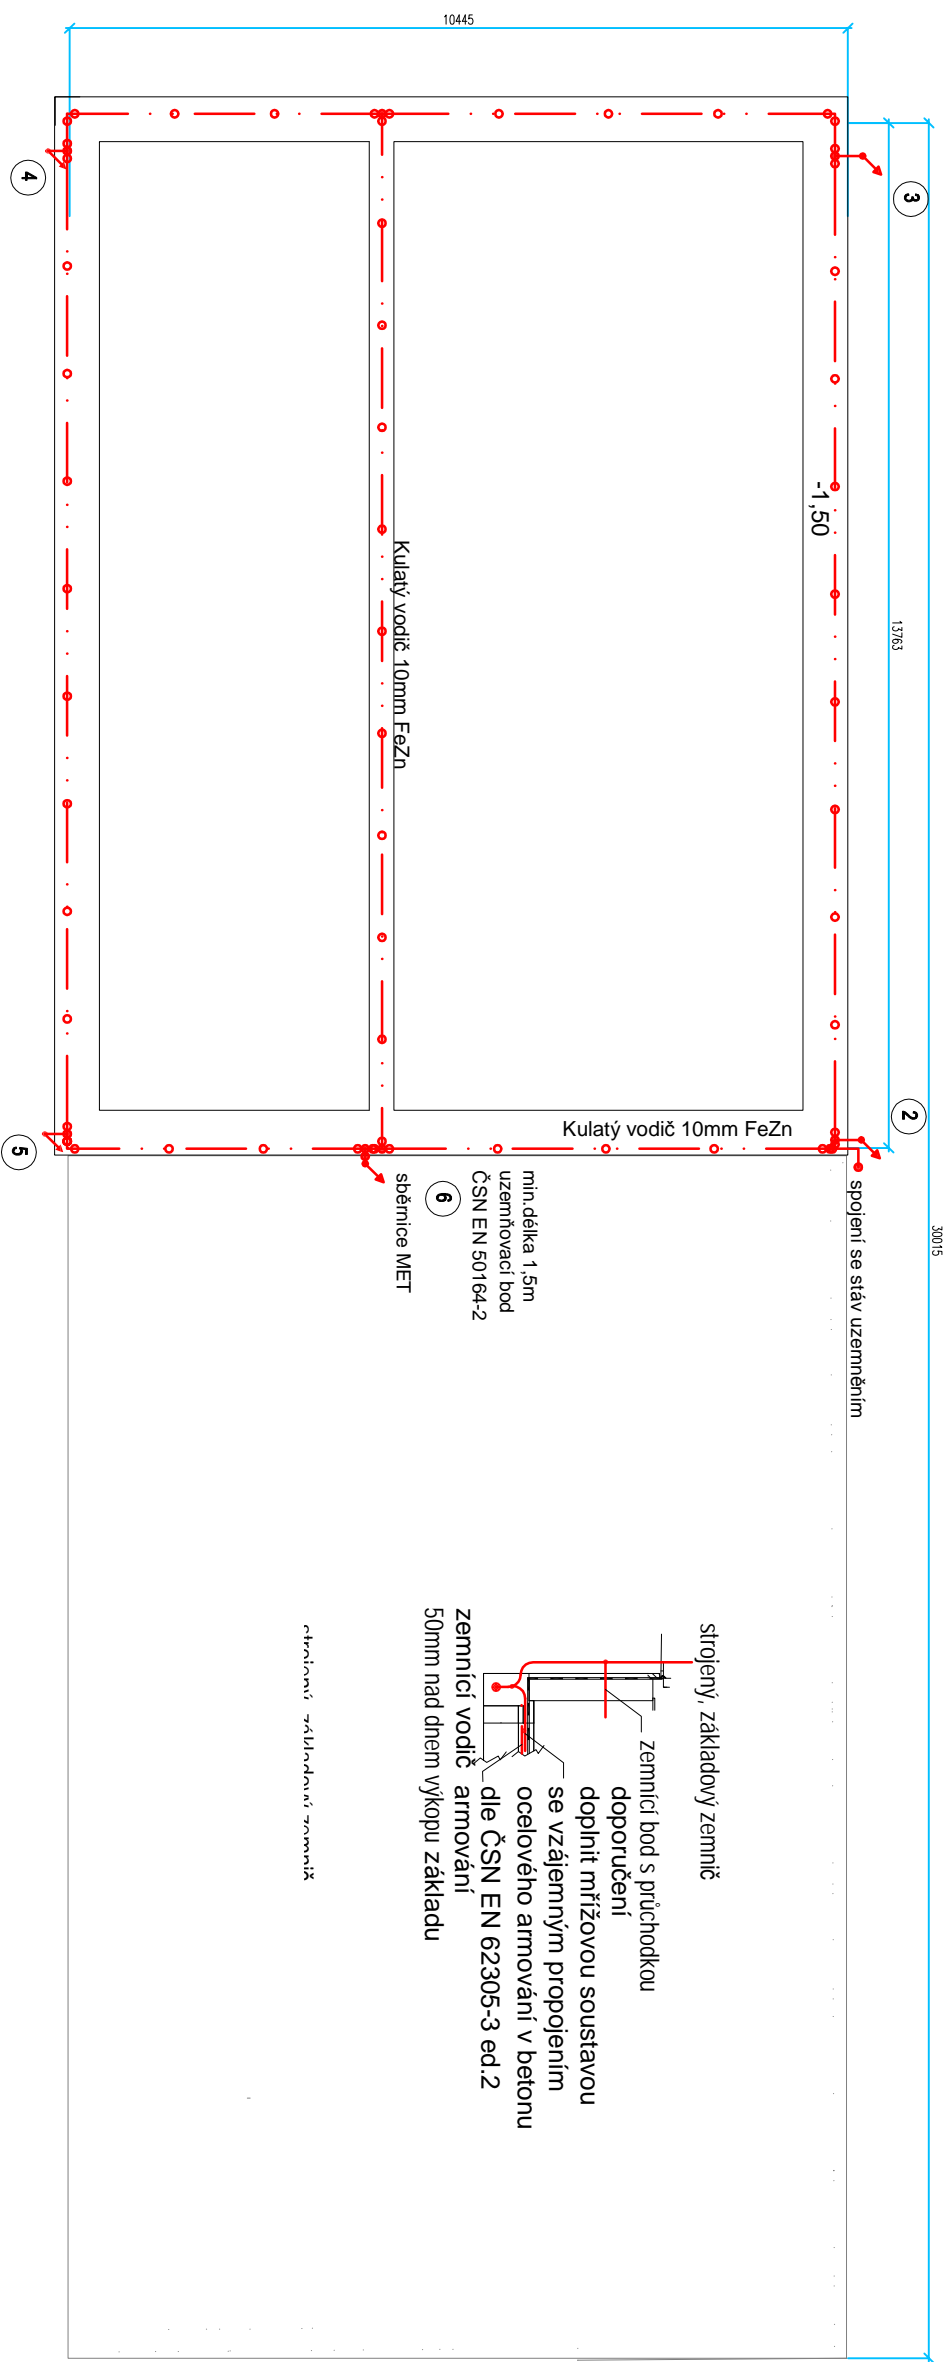 10445
13763
30015
3
4
-1,50
Kulatý vodič 10mm FeZn
Kulatý vodič 10mm FeZn
2
5
6
spojení se stáv uzemněním
min.délka 1,5m
uzemňovací bod
ČSN EN 50164-2
sběrnice MET
strojený, základový zemnič
zemnící bod s průchodkou
doporučení
doplnit mřížovou soustavou
se vzájemným propojením
ocelového armování v betonu
dle ČSN EN 62305-3 ed.2
zemnící vodič armování
50mm nad dnem výkopu základu
strojený, základový zemnič